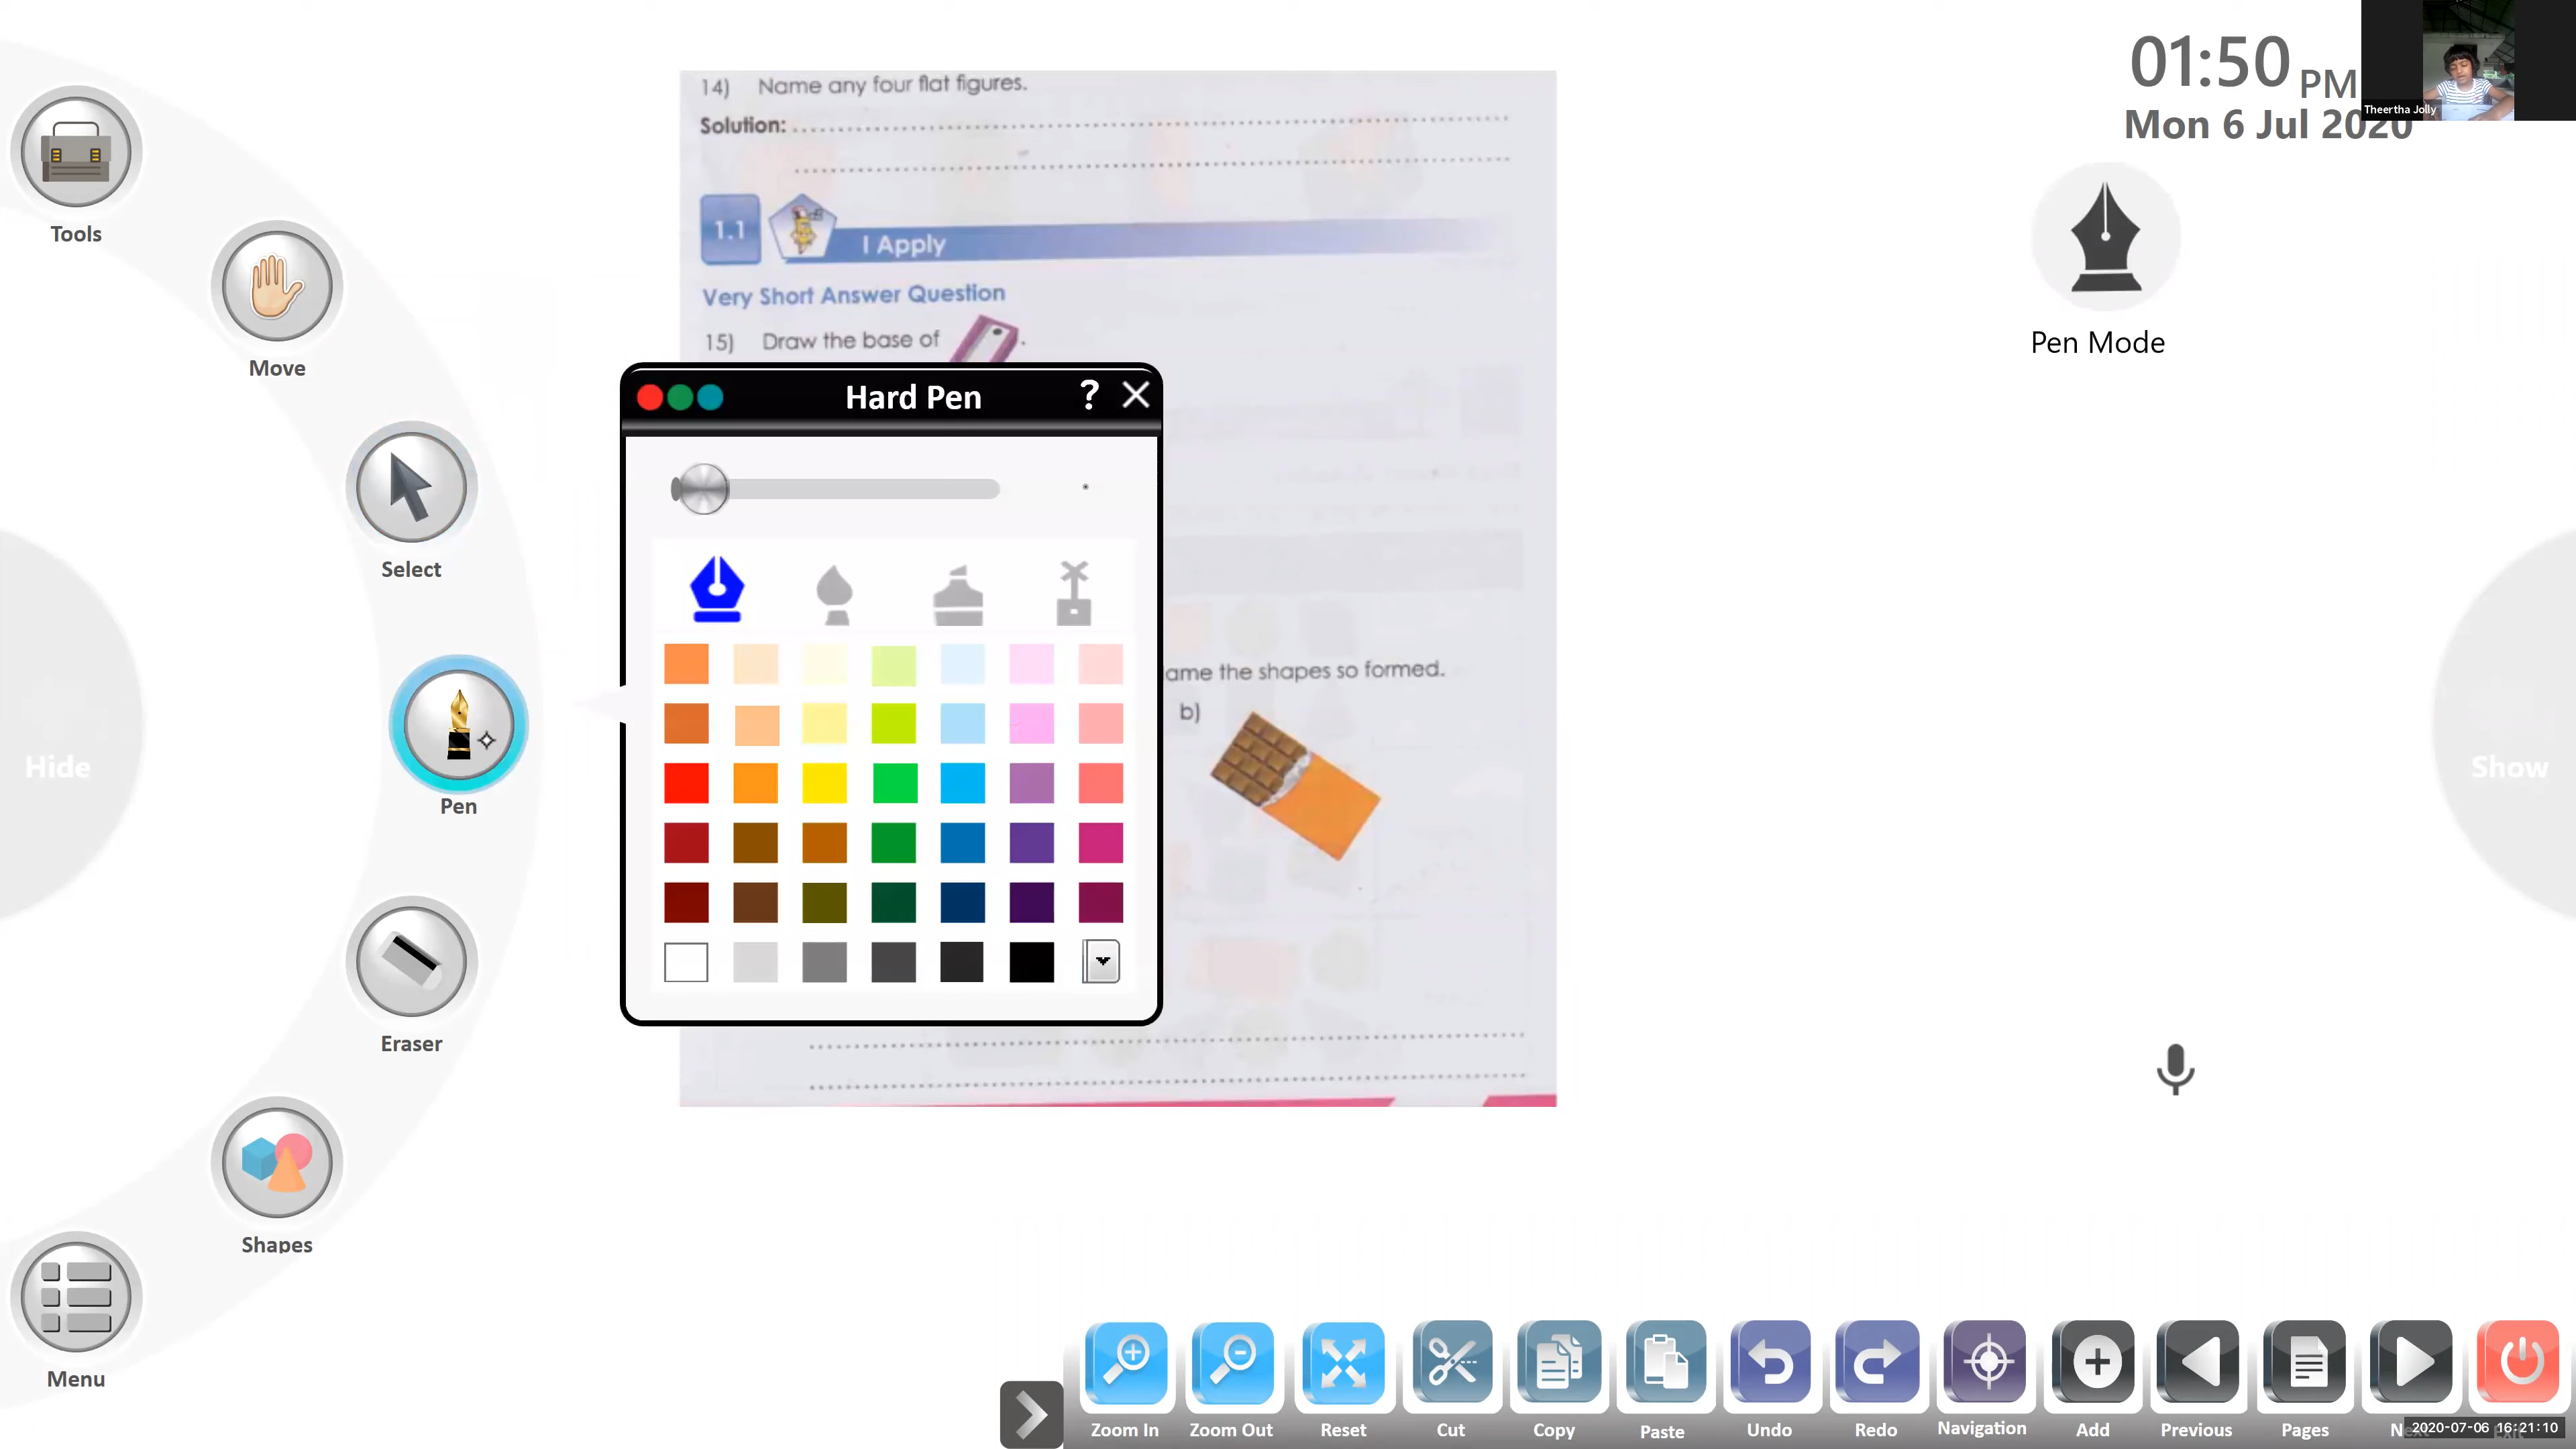 01:50 PM
Mon 6 Jul 2020
Theertha Jolly
Pen Mode
Tools
Move
Select
Pen
Eraser
Shapes
Menu
Hide
Show
14) Name any four flat figures.
Solution:
1.1 I Apply
Very Short Answer Question
15) Draw the base of .
Hard Pen ?
ame the shapes so formed.
b)
Zoom In Zoom Out Reset Cut Copy Paste Undo Redo Navigation Add Previous Pages
2020-07-06 16:21:10